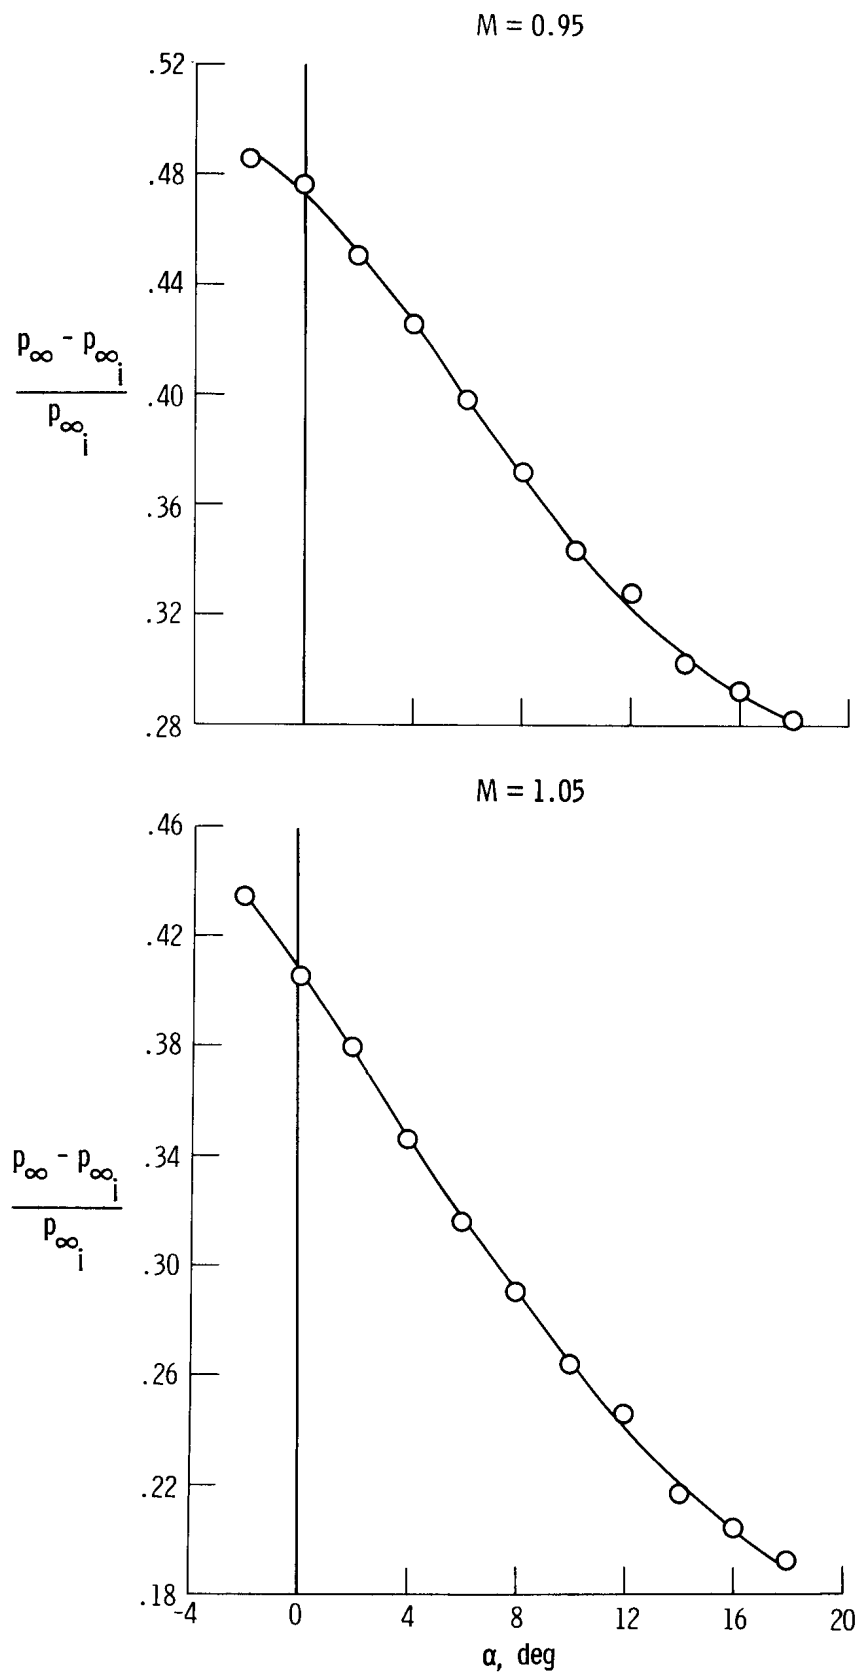 M = 0.95
.52
.48
.44
p∞ - p∞i
p∞i
.40
.36
.32
.28
M = 1.05
.46
.42
.38
.34
p∞ - p∞i
p∞i
.30
.26
.22
.18
-4 0 4 8 12 16 20
α, deg